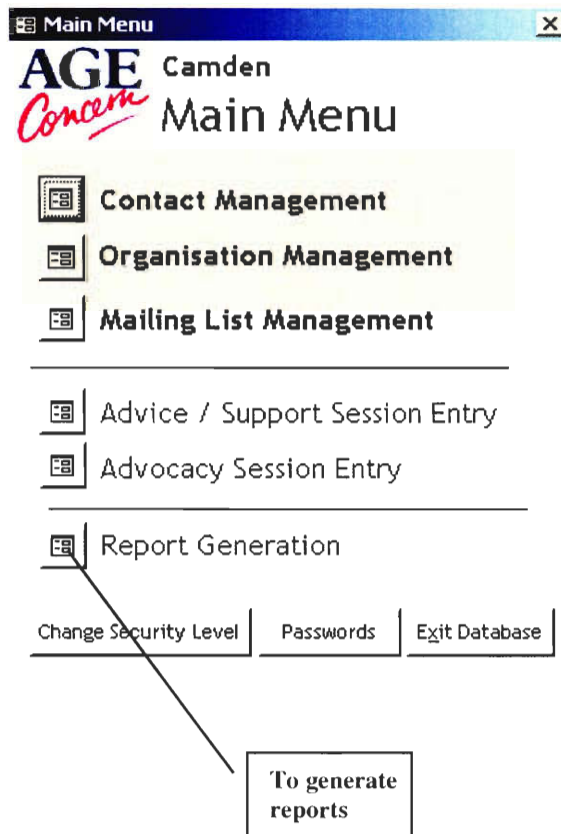 Main Menu
AGE
Concern
Camden
Main Menu
Contact Management
Organisation Management
Mailing List Management
Advice / Support Session Entry
Advocacy Session Entry
Report Generation
Change Security Level
Passwords
Exit Database
To generate
reports